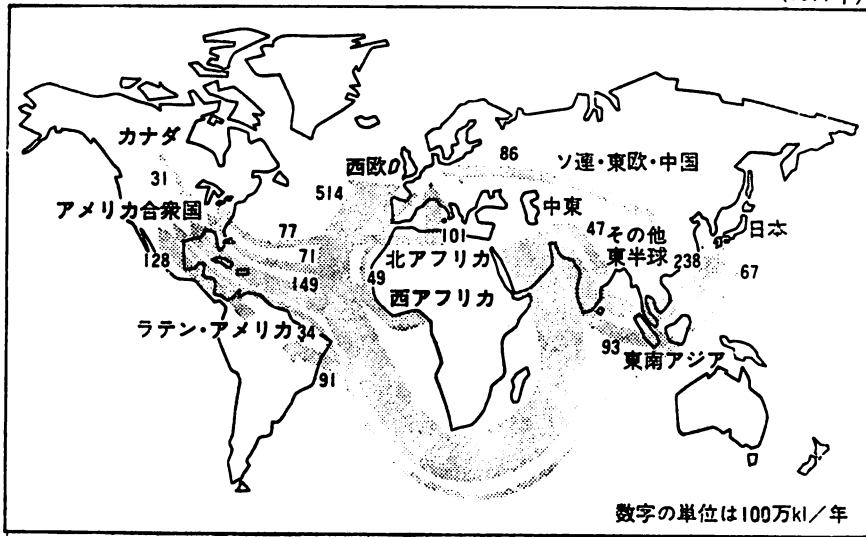 カナダ
31
アメリカ合衆国
128
77
71
149
ラテン・アメリカ 34
91
514
西欧
86
ソ連・東欧・中国
中東
101
北アフリカ
49
西アフリカ
47 その他
東半球 238
日本
67
93
東南アジア
数字の単位は100万kl/年